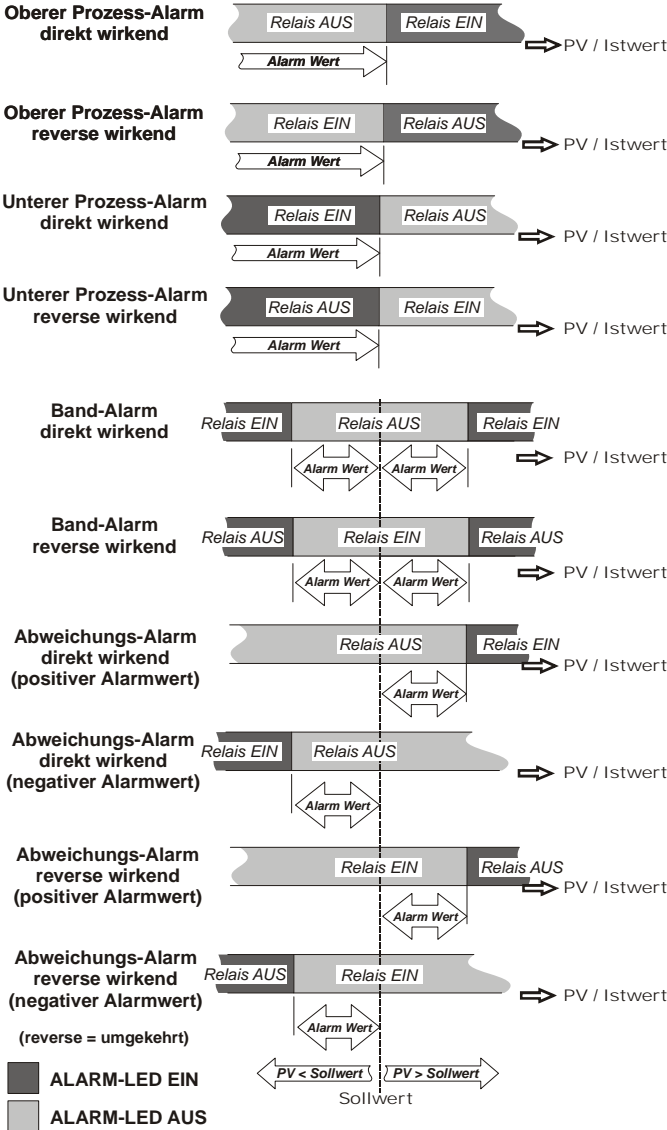 Oberer Prozess-Alarm
direkt wirkend
Relais AUS
Relais EIN
Alarm Wert
PV / Istwert
Oberer Prozess-Alarm
reverse wirkend
Relais EIN
Relais AUS
Alarm Wert
PV / Istwert
Unterer Prozess-Alarm
direkt wirkend
Relais EIN
Relais AUS
Alarm Wert
PV / Istwert
Unterer Prozess-Alarm
reverse wirkend
Relais AUS
Relais EIN
Alarm Wert
PV / Istwert
Band-Alarm
direkt wirkend
Relais EIN
Relais AUS
Relais EIN
Alarm Wert
Alarm Wert
PV / Istwert
Band-Alarm
reverse wirkend
Relais AUS
Relais EIN
Relais AUS
Alarm Wert
Alarm Wert
PV / Istwert
Abweichungs-Alarm
direkt wirkend
(positiver Alarmwert)
Relais AUS
Relais EIN
Alarm Wert
PV / Istwert
Abweichungs-Alarm
direkt wirkend
(negativer Alarmwert)
Relais EIN
Relais AUS
Alarm Wert
PV / Istwert
Abweichungs-Alarm
reverse wirkend
(positiver Alarmwert)
Relais EIN
Relais AUS
Alarm Wert
PV / Istwert
Abweichungs-Alarm
reverse wirkend
(negativer Alarmwert)
Relais AUS
Relais EIN
Alarm Wert
PV / Istwert
(reverse = umgekehrt)
PV < Sollwert
PV > Sollwert
Sollwert
ALARM-LED EIN
ALARM-LED AUS